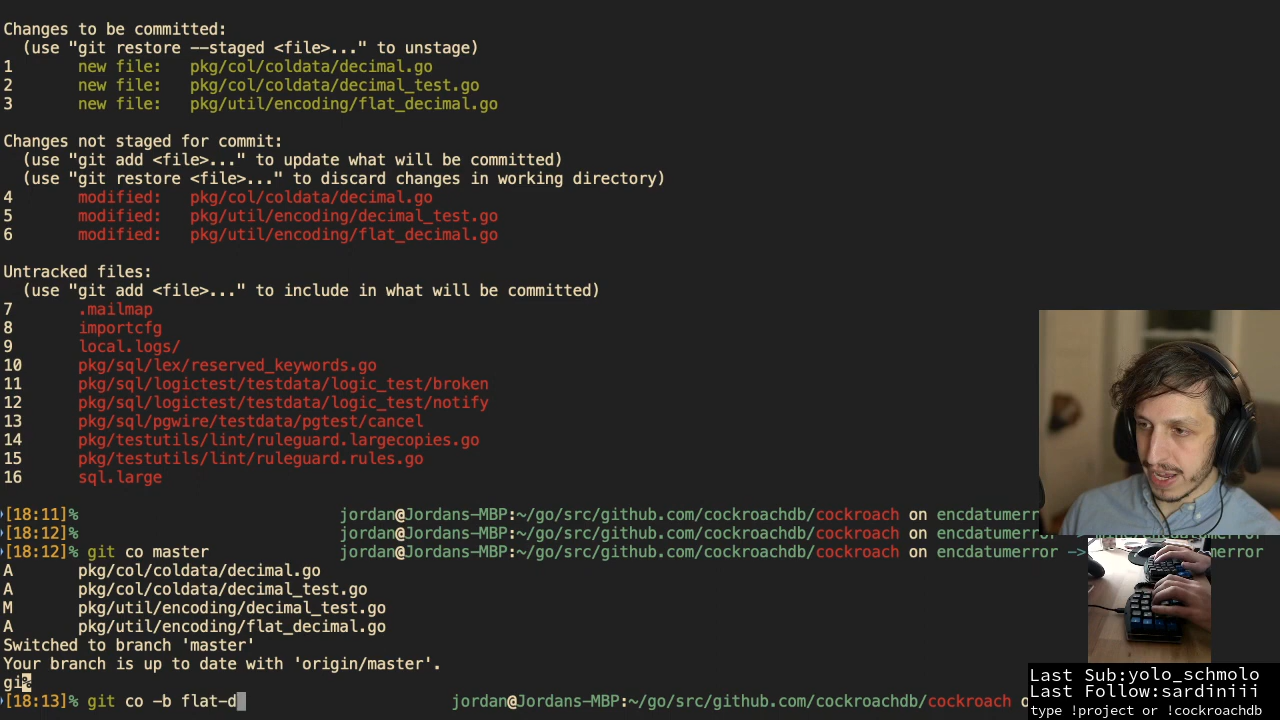 Changes to be committed:
  (use "git restore --staged <file>..." to unstage)
1       new file:   pkg/col/coldata/decimal.go
2       new file:   pkg/col/coldata/decimal_test.go
3       new file:   pkg/util/encoding/flat_decimal.go
Changes not staged for commit:
  (use "git add <file>..." to update what will be committed)
  (use "git restore <file>..." to discard changes in working directory)
4       modified:   pkg/col/coldata/decimal.go
5       modified:   pkg/util/encoding/decimal_test.go
6       modified:   pkg/util/encoding/flat_decimal.go
Untracked files:
  (use "git add <file>..." to include in what will be committed)
7       .mailmap
8       importcfg
9       local.logs/
10      pkg/sql/lex/reserved_keywords.go
11      pkg/sql/logictest/testdata/logic_test/broken
12      pkg/sql/logictest/testdata/logic_test/notify
13      pkg/sql/pgwire/testdata/pgtest/cancel
14      pkg/testutils/lint/ruleguard.largecopies.go
15      pkg/testutils/lint/ruleguard.rules.go
16      sql.large
[18:11]% jordan@Jordans-MBP:~/go/src/github.com/cockroachdb/cockroach on encdatumerr
[18:12]% jordan@Jordans-MBP:~/go/src/github.com/cockroachdb/cockroach on encdatumerror
[18:12]% git co master jordan@Jordans-MBP:~/go/src/github.com/cockroachdb/cockroach on encdatumerror -> merror
A       pkg/col/coldata/decimal.go
A       pkg/col/coldata/decimal_test.go
M       pkg/util/encoding/decimal_test.go
A       pkg/util/encoding/flat_decimal.go
Switched to branch 'master'
Your branch is up to date with 'origin/master'.
gi%
[18:13]% git co -b flat-d jordan@Jordans-MBP:~/go/src/github.com/cockroachdb/cockroach o
Last Sub:yolo_schmolo
Last Follow:sardiniii
type !project or !cockroachdb